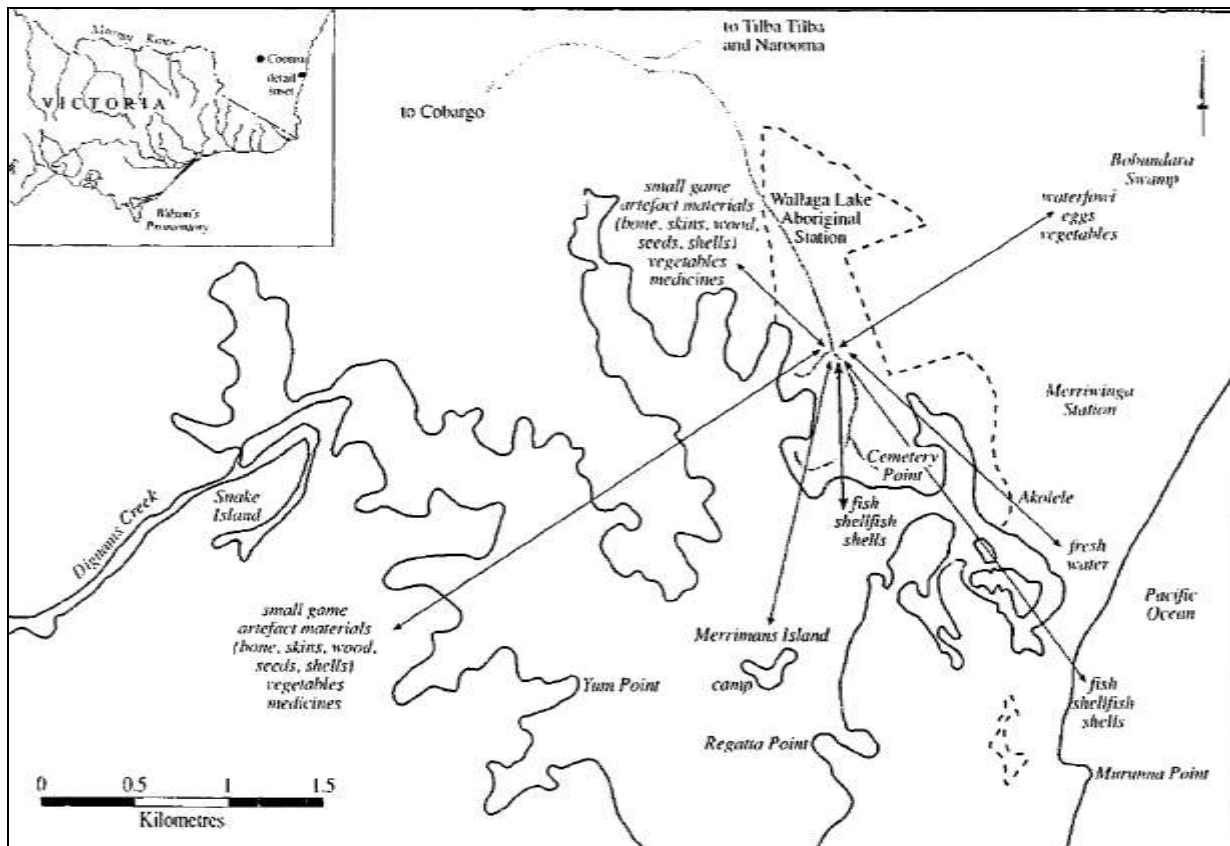 Murray River
Cooma
detail
inset
VICTORIA
Wilson's
Promontory
to Tilba Tilba
and Narooma
to Cobargo
Bobundara
Swamp
waterfowl
eggs
vegetables
small game
artefact materials
(bone, skins, wood,
seeds, shells)
vegetables
medicines
Wallaga Lake
Aboriginal
Station
Merriwinga
Station
Cemetery
Point
Akolele
Snake
Island
Dignans Creek
fish
shellfish
shells
fresh
water
Pacific
Ocean
small game
artefact materials
(bone, skins, wood,
seeds, shells)
vegetables
medicines
Merrimans Island
camp
Yum Point
fish
shellfish
shells
Regatta Point
Murunna Point
0 0.5 1 1.5
Kilometres